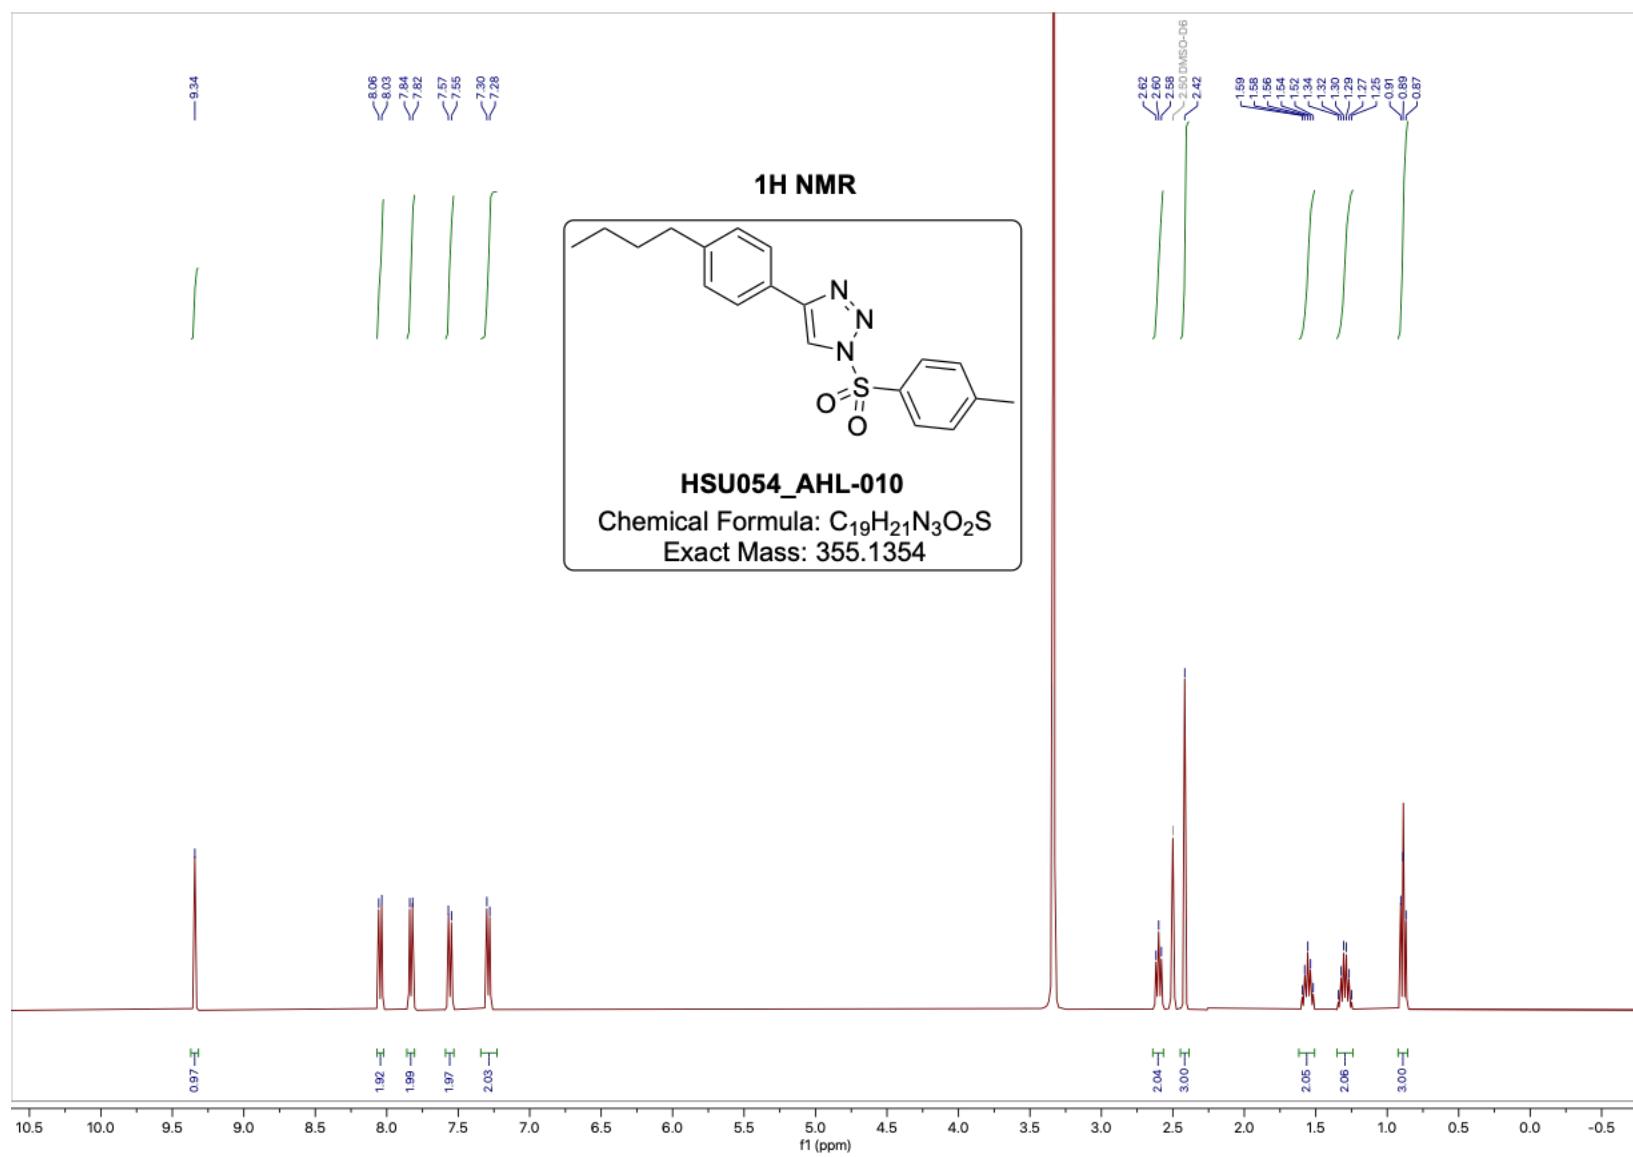 9.34
8.06
8.03
7.84
7.82
7.57
7.55
7.30
7.28
2.62
2.60
2.58
2.50 DMSO-D6
2.42
1.59
1.58
1.56
1.54
1.52
1.34
1.32
1.30
1.29
1.27
1.25
0.91
0.89
0.87
1H NMR
N
N
N
S
O
O
HSU054_AHL-010
Chemical Formula: C₁₉H₂₁N₃O₂S
Exact Mass: 355.1354
0.97
1.92
1.99
1.97
2.03
2.04
3.00
2.05
2.06
3.00
10.5 10.0 9.5 9.0 8.5 8.0 7.5 7.0 6.5 6.0 5.5 5.0 4.5 4.0 3.5 3.0 2.5 2.0 1.5 1.0 0.5 0.0 -0.5
f1 (ppm)